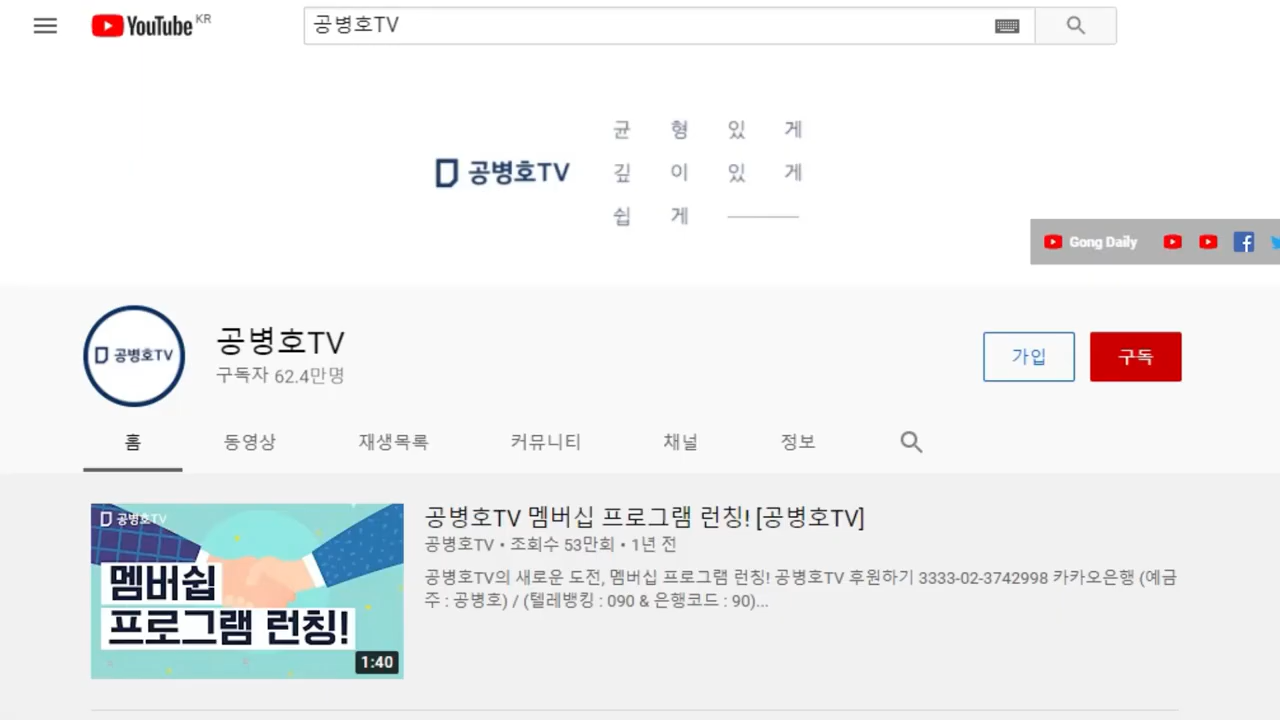 YouTube KR
공병호TV
균 형 있 게
공병호TV
깊 이 있 게
쉽 게
Gong Daily
공병호TV
공병호TV
구독자 62.4만명
가입
구독
홈 동영상 재생목록 커뮤니티 채널 정보
공병호TV
멤버쉽
프로그램 런칭!
1:40
공병호TV 멤버십 프로그램 런칭! [공병호TV]
공병호TV • 조회수 53만회 • 1년 전
공병호TV의 새로운 도전, 멤버십 프로그램 런칭! 공병호TV 후원하기 3333-02-3742998 카카오은행 (예금
주 : 공병호) / (텔레뱅킹 : 090 & 은행코드 : 90)...